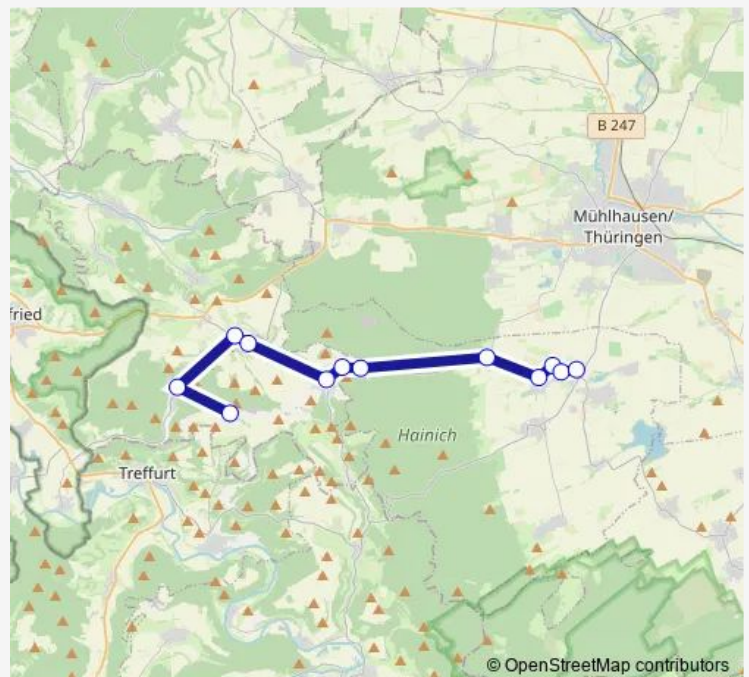 B 247
Mühlhausen/
Thüringen
fried
Hainich
Treffurt
© OpenStreetMap contributors